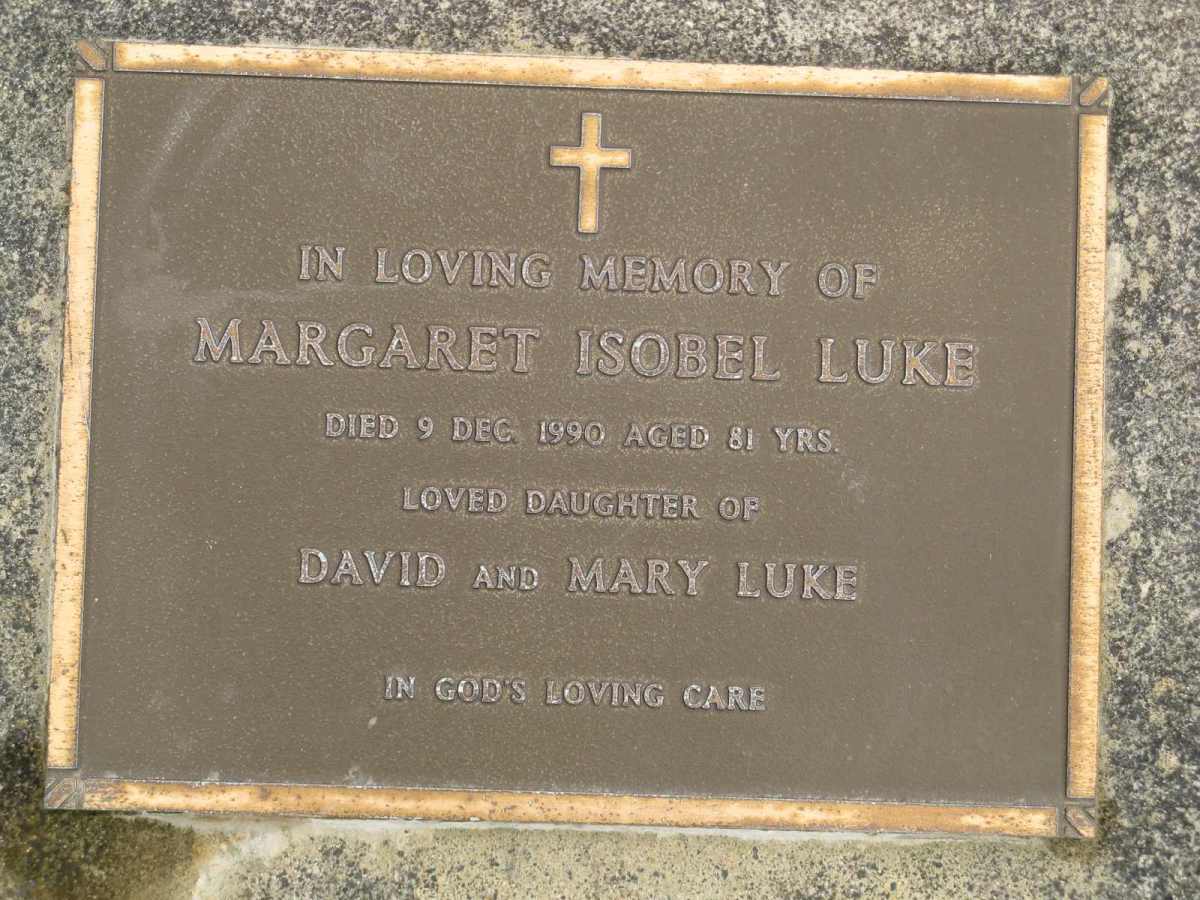 IN LOVING MEMORY OF
MARGARET ISOBEL LUKE
DIED 9 DEC. 1990 AGED 81 YRS.
LOVED DAUGHTER OF
DAVID AND MARY LUKE
IN GOD'S LOVING CARE